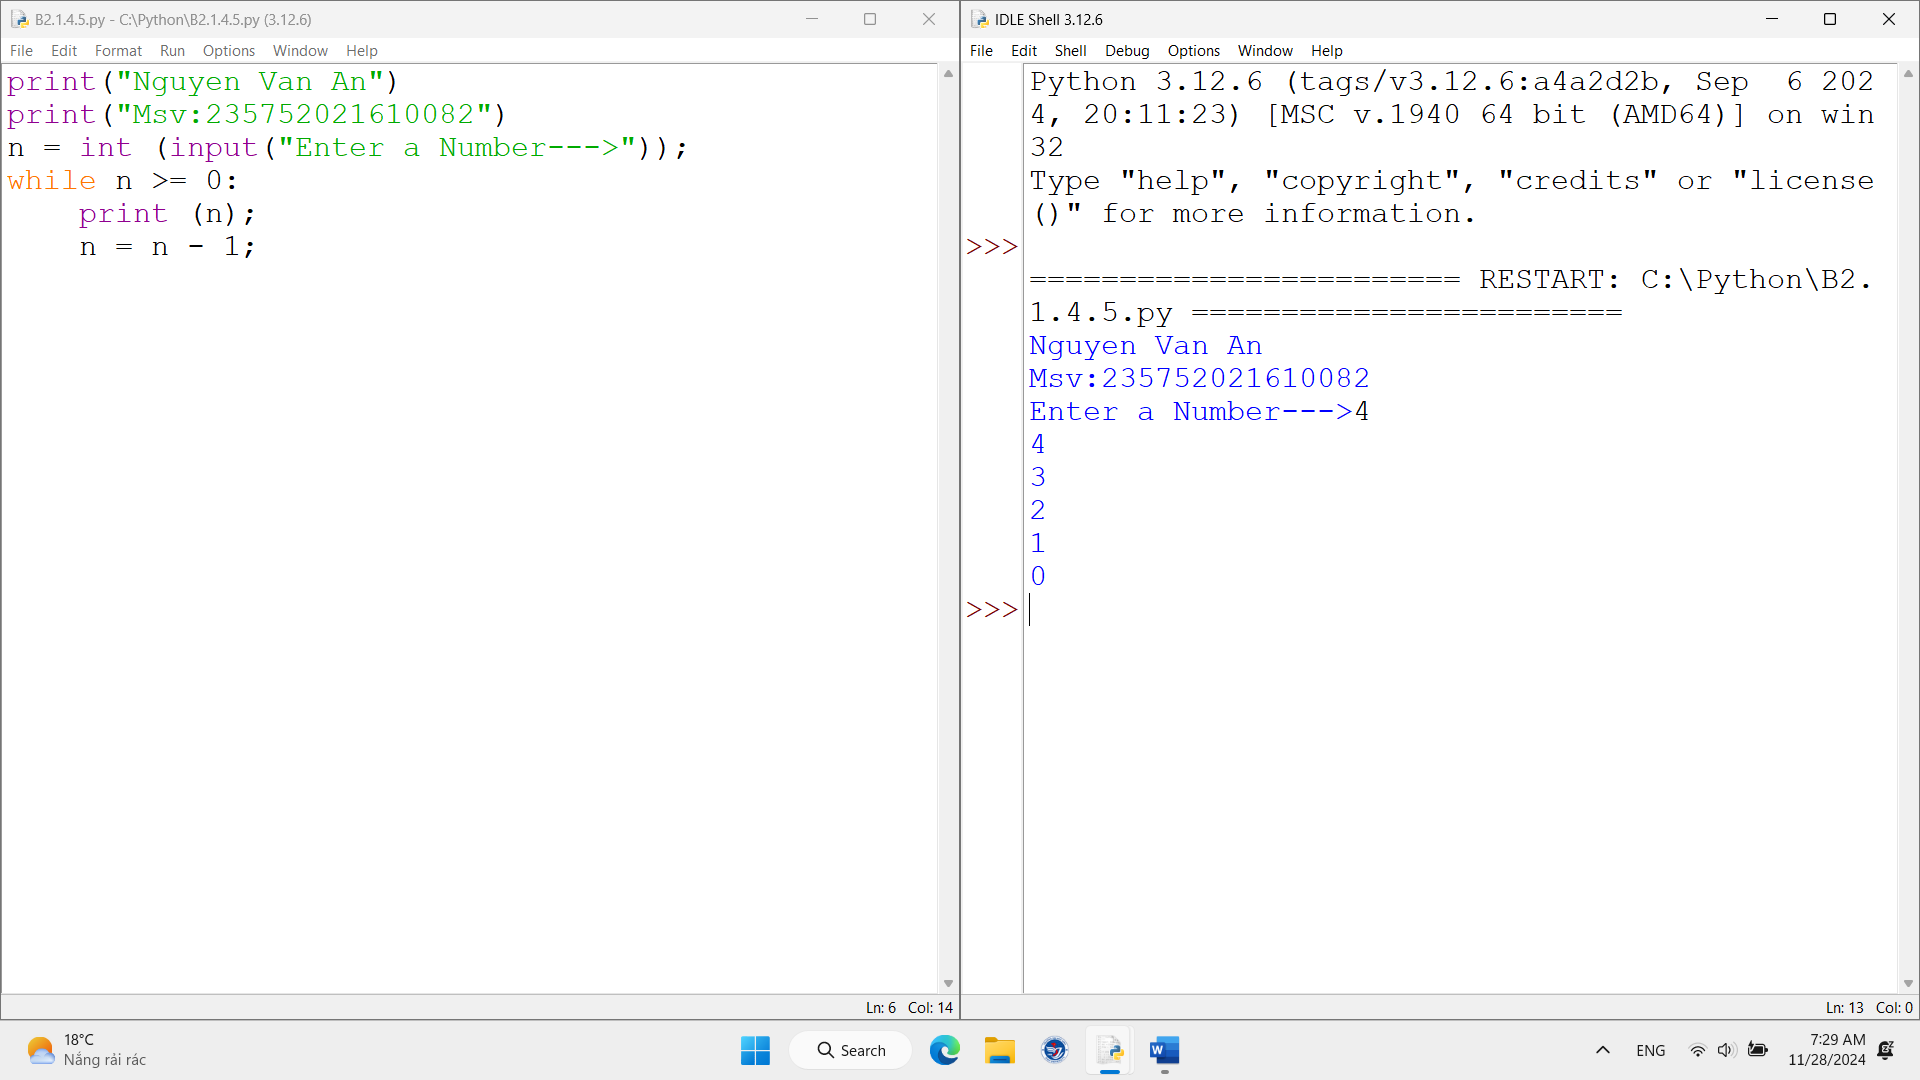 B2.1.4.5.py - C:\Python\B2.1.4.5.py (3.12.6)
File Edit Format Run Options Window Help
print("Nguyen Van An")
print("Msv:235752021610082")
n = int (input("Enter a Number--->"));
while n >= 0:
    print (n);
    n = n - 1;
Ln: 6 Col: 14
IDLE Shell 3.12.6
File Edit Shell Debug Options Window Help
Python 3.12.6 (tags/v3.12.6:a4a2d2b, Sep  6 202
4, 20:11:23) [MSC v.1940 64 bit (AMD64)] on win
32
Type "help", "copyright", "credits" or "license
()" for more information.
>>>
======================== RESTART: C:\Python\B2.
1.4.5.py ========================
Nguyen Van An
Msv:235752021610082
Enter a Number--->4
4
3
2
1
0
>>>
Ln: 13 Col: 0
18°C
Nắng rải rác
Search
ENG
7:29 AM
11/28/2024